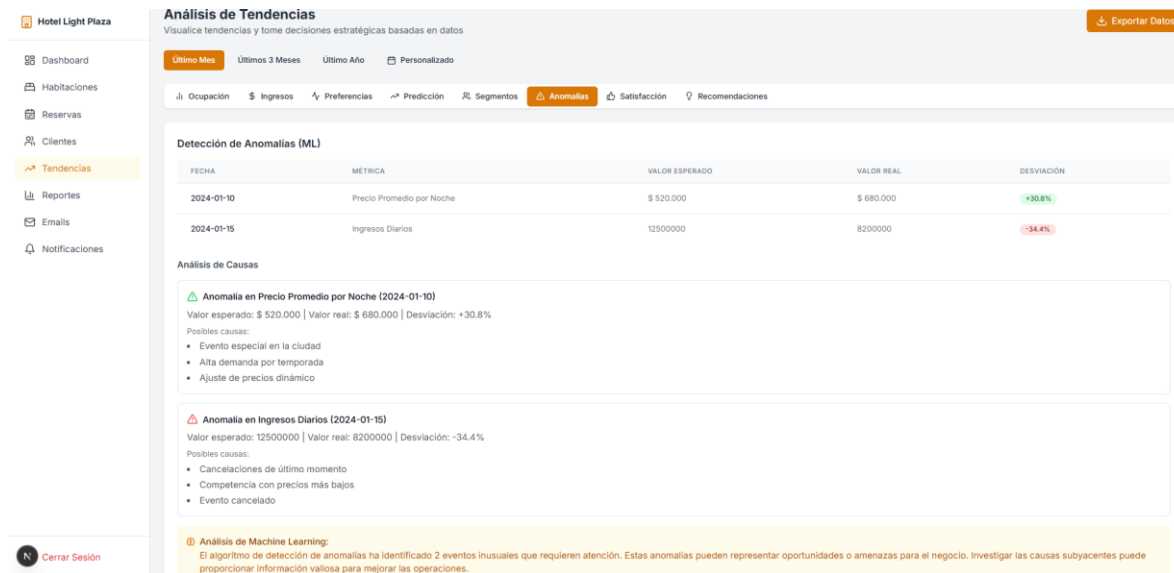 Hotel Light Plaza
Dashboard
Habitaciones
Reservas
Clientes
Tendencias
Reportes
Emails
Notificaciones
N
Cerrar Sesión
Análisis de Tendencias
Visualice tendencias y tome decisiones estratégicas basadas en datos
Exportar Datos
Último Mes Últimos 3 Meses Último Año Personalizado
Ocupación Ingresos Preferencias Predicción Segmentos Anomalías Satisfacción Recomendaciones
Detección de Anomalías (ML)
FECHA MÉTRICA VALOR ESPERADO VALOR REAL DESVIACIÓN
2024-01-10 Precio Promedio por Noche $ 520.000 $ 680.000 +30.8%
2024-01-15 Ingresos Diarios 12500000 8200000 -34.4%
Análisis de Causas
Anomalía en Precio Promedio por Noche (2024-01-10)
Valor esperado: $ 520.000 | Valor real: $ 680.000 | Desviación: +30.8%
Posibles causas:
• Evento especial en la ciudad
• Alta demanda por temporada
• Ajuste de precios dinámico
Anomalía en Ingresos Diarios (2024-01-15)
Valor esperado: 12500000 | Valor real: 8200000 | Desviación: -34.4%
Posibles causas:
• Cancelaciones de último momento
• Competencia con precios más bajos
• Evento cancelado
Análisis de Machine Learning:
El algoritmo de detección de anomalías ha identificado 2 eventos inusuales que requieren atención. Estas anomalías pueden representar oportunidades o amenazas para el negocio. Investigar las causas subyacentes puede
proporcionar información valiosa para mejorar las operaciones.